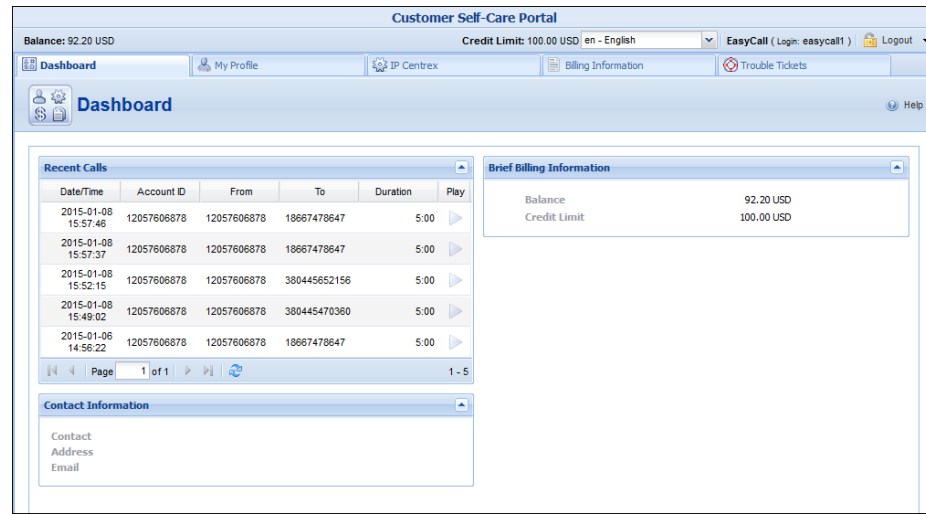 Customer Self-Care Portal
Balance: 92.20 USD Credit Limit: 100.00 USD en - English EasyCall ( Login: easycall1 ) Logout
Dashboard My Profile IP Centrex Billing Information Trouble Tickets
Dashboard Help
Recent Calls
Date/Time Account ID From To Duration Play
2015-01-08 15:57:46 12057606878 12057606878 18667478647 5:00
2015-01-08 15:57:37 12057606878 12057606878 18667478647 5:00
2015-01-08 15:52:15 12057606878 12057606878 380445652156 5:00
2015-01-08 15:49:02 12057606878 12057606878 380445470360 5:00
2015-01-06 14:56:22 12057606878 12057606878 18667478647 5:00
Page 1 of 1 1 - 5
Brief Billing Information
Balance 92.20 USD
Credit Limit 100.00 USD
Contact Information
Contact
Address
Email